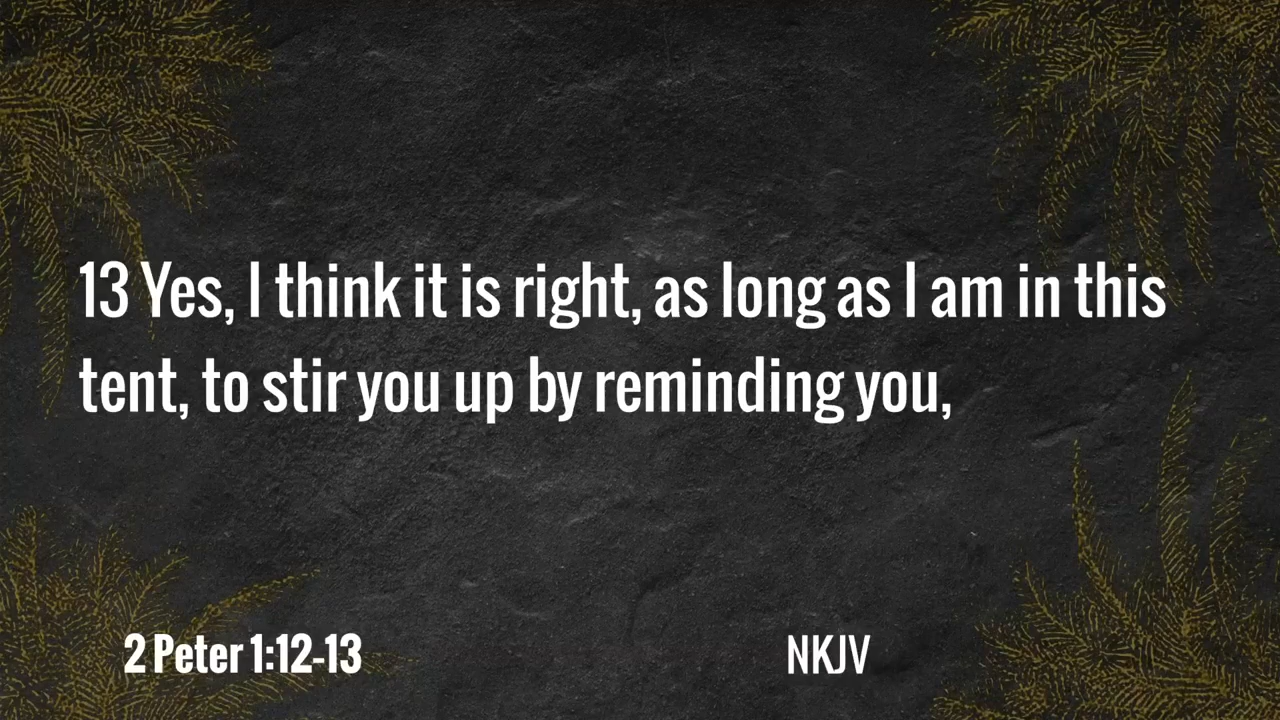 13 Yes, I think it is right, as long as I am in this
tent, to stir you up by reminding you,
2 Peter 1:12-13
NKJV